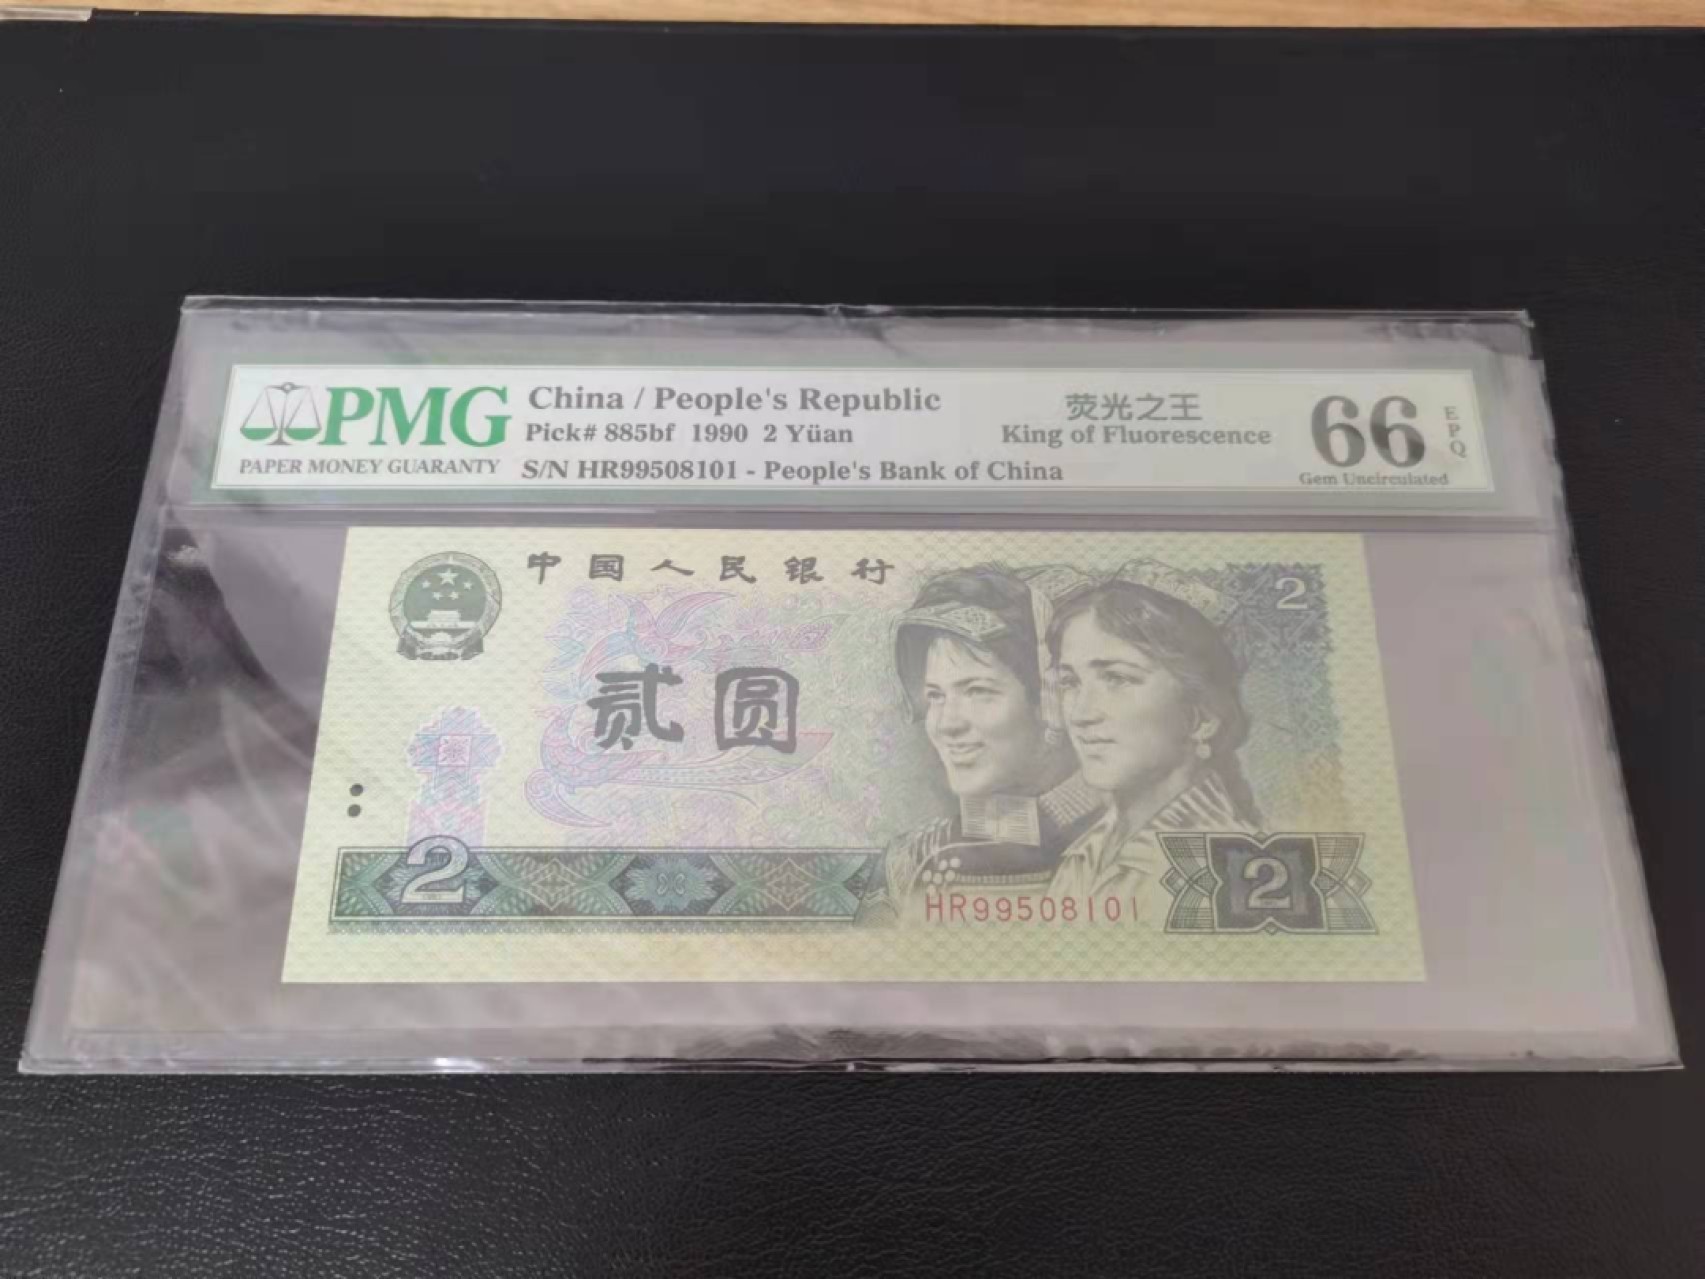 PMG
PAPER MONEY GUARANTY
China / People's Republic
Pick# 885bf 1990 2 Yüan
S/N HR99508101 - People's Bank of China
荧光之王
King of Fluorescence
66
EPQ
Gem Uncirculated
中国人民银行
2
贰圆
2
HR99508101
2